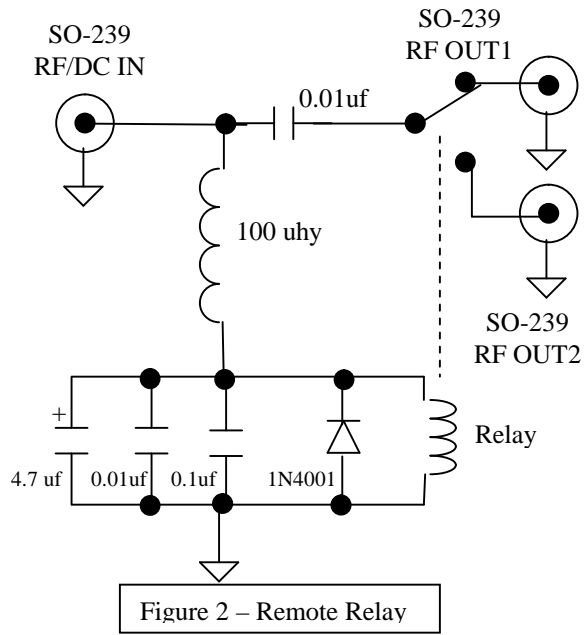 SO-239
RF/DC IN
SO-239
RF OUT1
0.01uf
100 uhy
SO-239
RF OUT2
+
4.7 uf
0.01uf
0.1uf
1N4001
Relay
Figure 2 – Remote Relay